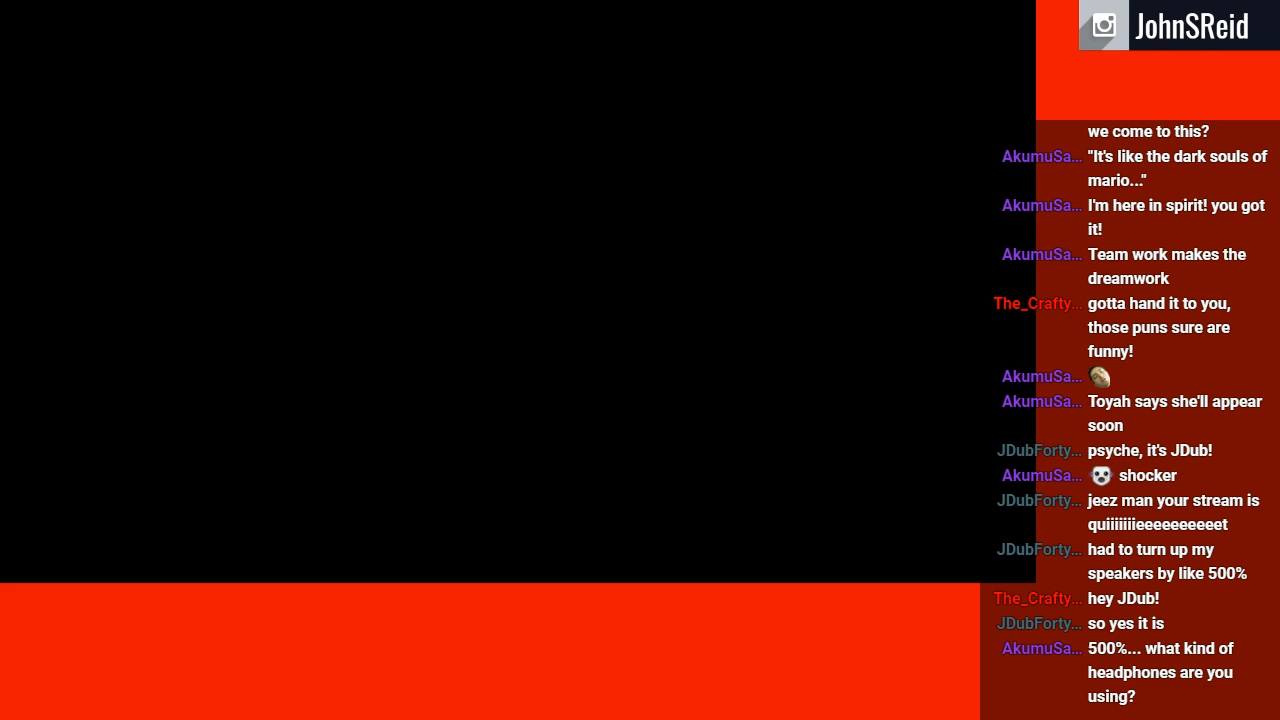 JohnSReid
we come to this?
AkumuSa... "It's like the dark souls of
mario..."
AkumuSa... I'm here in spirit! you got
it!
AkumuSa... Team work makes the
dreamwork
The_Crafty... gotta hand it to you,
those puns sure are
funny!
AkumuSa...
AkumuSa... Toyah says she'll appear
soon
JDubForty... psyche, it's JDub!
AkumuSa... shocker
JDubForty... jeez man your stream is
quiiiiiiieeeeeeeeeet
JDubForty... had to turn up my
speakers by like 500%
The_Crafty... hey JDub!
JDubForty... so yes it is
AkumuSa... 500%... what kind of
headphones are you
using?